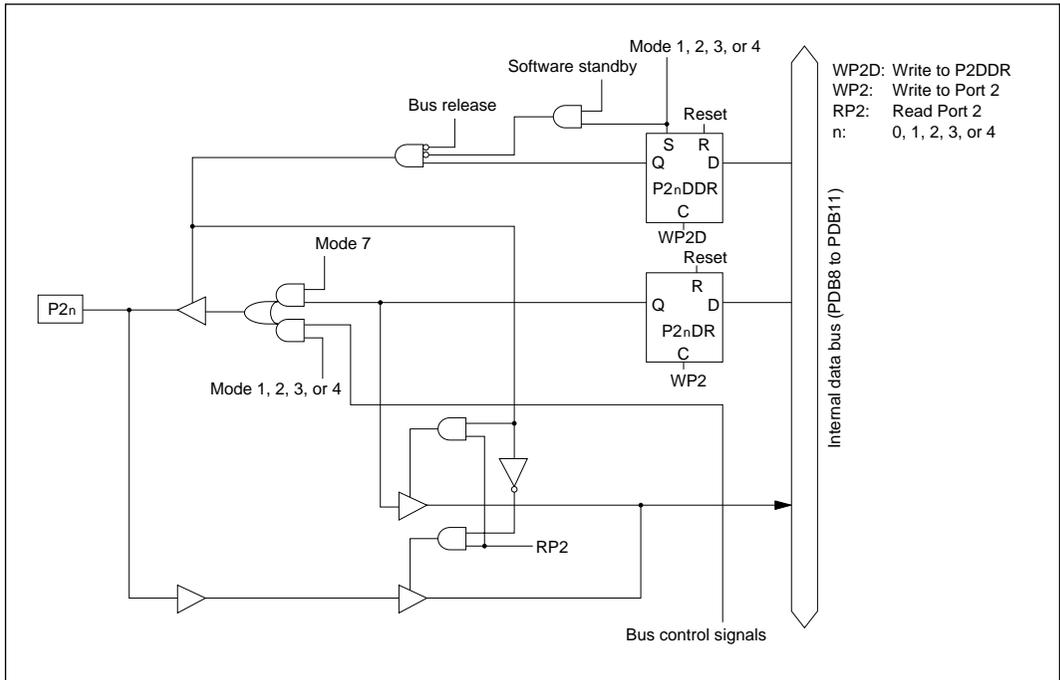 Mode 1, 2, 3, or 4
Software standby
Bus release
Reset
S R
Q D
P2nDDR
C
WP2D
WP2D: Write to P2DDR
WP2: Write to Port 2
RP2: Read Port 2
n: 0, 1, 2, 3, or 4
Mode 7
Reset
R
Q D
P2nDR
C
WP2
P2n
Mode 1, 2, 3, or 4
RP2
Bus control signals
Internal data bus (PDB8 to PDB11)